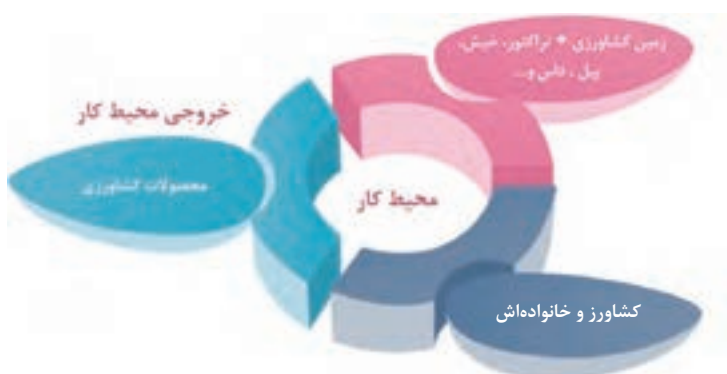 زمین کشاورزی + تراکتور، خیش،
بیل، داس و...
خروجی محیط کار
محصولات کشاورزی
محیط کار
کشاورز و خانواده‌اش